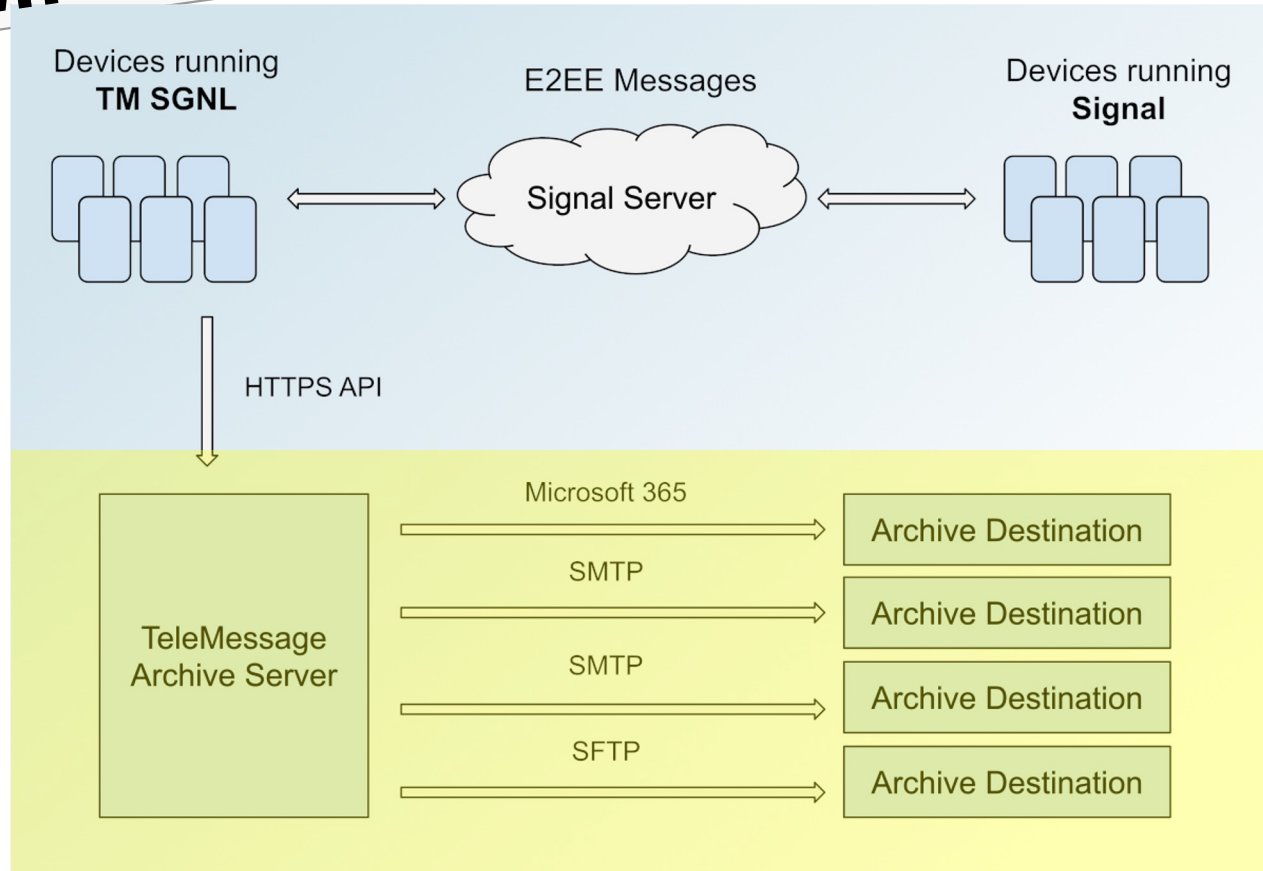 Devices running
TM SGNL
E2EE Messages
Devices running
Signal
Signal Server
HTTPS API
TeleMessage
Archive Server
Microsoft 365
SMTP
SMTP
SFTP
Archive Destination
Archive Destination
Archive Destination
Archive Destination